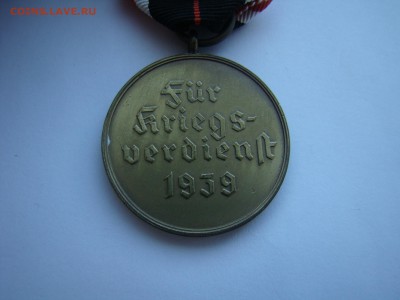 COINS.LAVE.RU
Für
Kriegs-
verdienst
1939